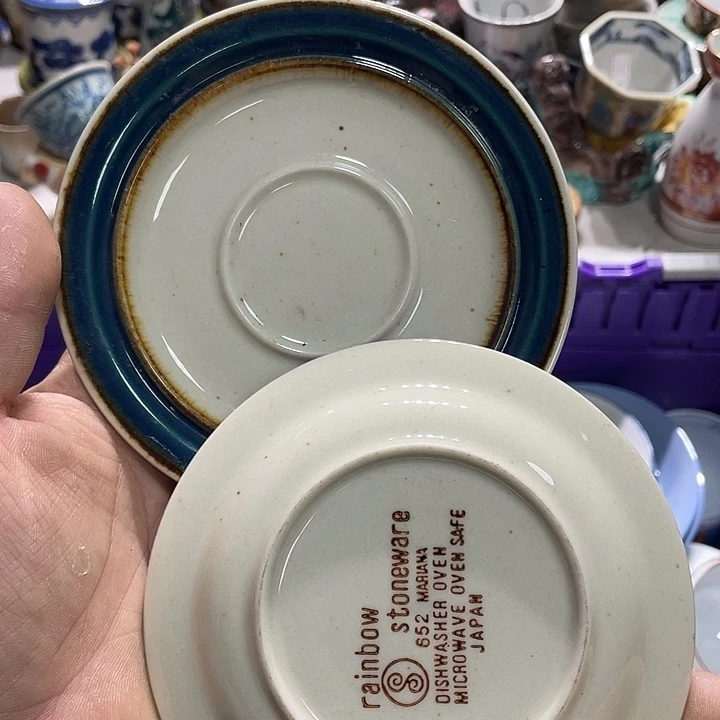 rainbow
stoneware
652 MARIANA
DISHWASHER OVEN
MICROWAVE OVEN SAFE
JAPAN